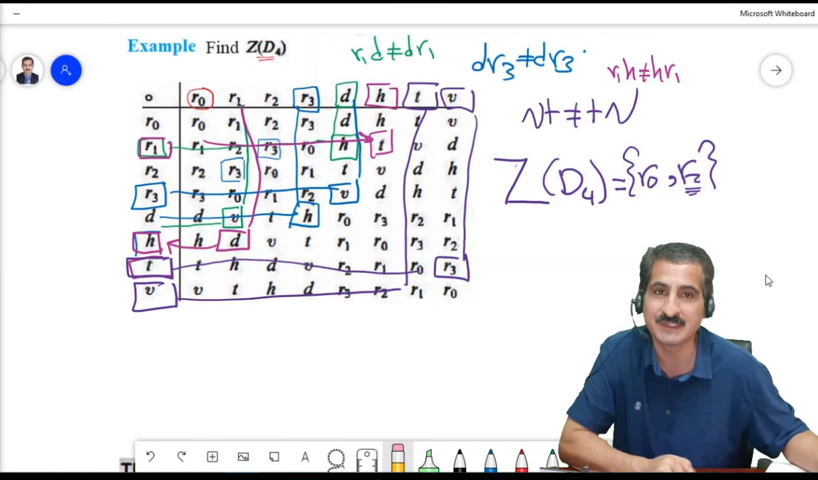 Microsoft Whiteboard
Example Find Z(D₄)
r₁d≠dr₁
dr₃≠dr₃.
r₁h≠hr₁
vt≠tv
Z(D₄)={r₀, r₂}
o r₀ r₁ r₂ r₃ d h t v
r₀ r₀ r₁ r₂ r₃ d h t v
r₁ r₁ r₂ r₃ r₀ h t v d
r₂ r₂ r₃ r₀ r₁ t v d h
r₃ r₃ r₀ r₁ r₂ v d h t
d d v t h r₀ r₃ r₂ r₁
h h d v t r₁ r₀ r₃ r₂
t t h d v r₂ r₁ r₀ r₃
v v t h d r₃ r₂ r₁ r₀
A